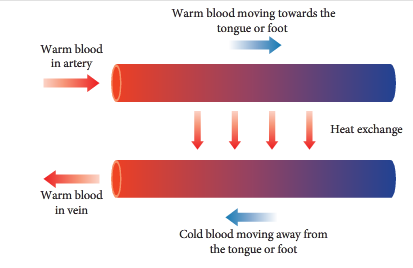 Warm blood moving towards the
tongue or foot
Warm blood
in artery
Heat exchange
Warm blood
in vein
Cold blood moving away from
the tongue or foot